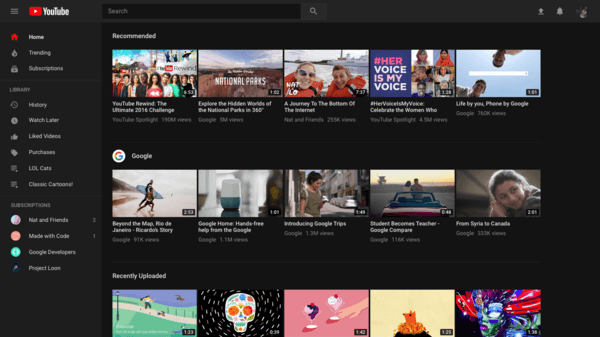 YouTube
Search
Home
Trending
Subscriptions
LIBRARY
History
Watch Later
Liked Videos
Purchases
LOL Cats
Classic Cartoons!
SUBSCRIPTIONS
Nat and Friends 2
Made with Code 1
Google Developers
Project Loon
Recommended
YouTube Rewind
6:53
NATIONAL PARKS
1:02
NAT LO
7:37
#HER VOICE IS MY VOICE
1:28
1:01
YouTube Rewind: The Ultimate 2016 Challenge
YouTube Spotlight 190M views
Explore the Hidden Worlds of the National Parks in 360°
Google 9M views
A Journey To The Bottom Of The Internet
Nat and Friends 255K views
#HerVoiceIsMyVoice: Celebrate the Women Who
YouTube Spotlight 4.5M views
Life by you, Phone by Google
Google 760K views
G Google
2:53
1:01
1:49
0:48
2:01
Beyond the Map, Rio de Janeiro - Ricardo's Story
Google 91K views
Google Home: Hands-free help from the Google
Google 1.1M views
Introducing Google Trips
Google 1.3M views
Student Becomes Teacher - Google Compare
Google 116K views
From Syria to Canada
Google 333K views
Recently Uploaded
1:23
0:39
1:42
1:25
1:38